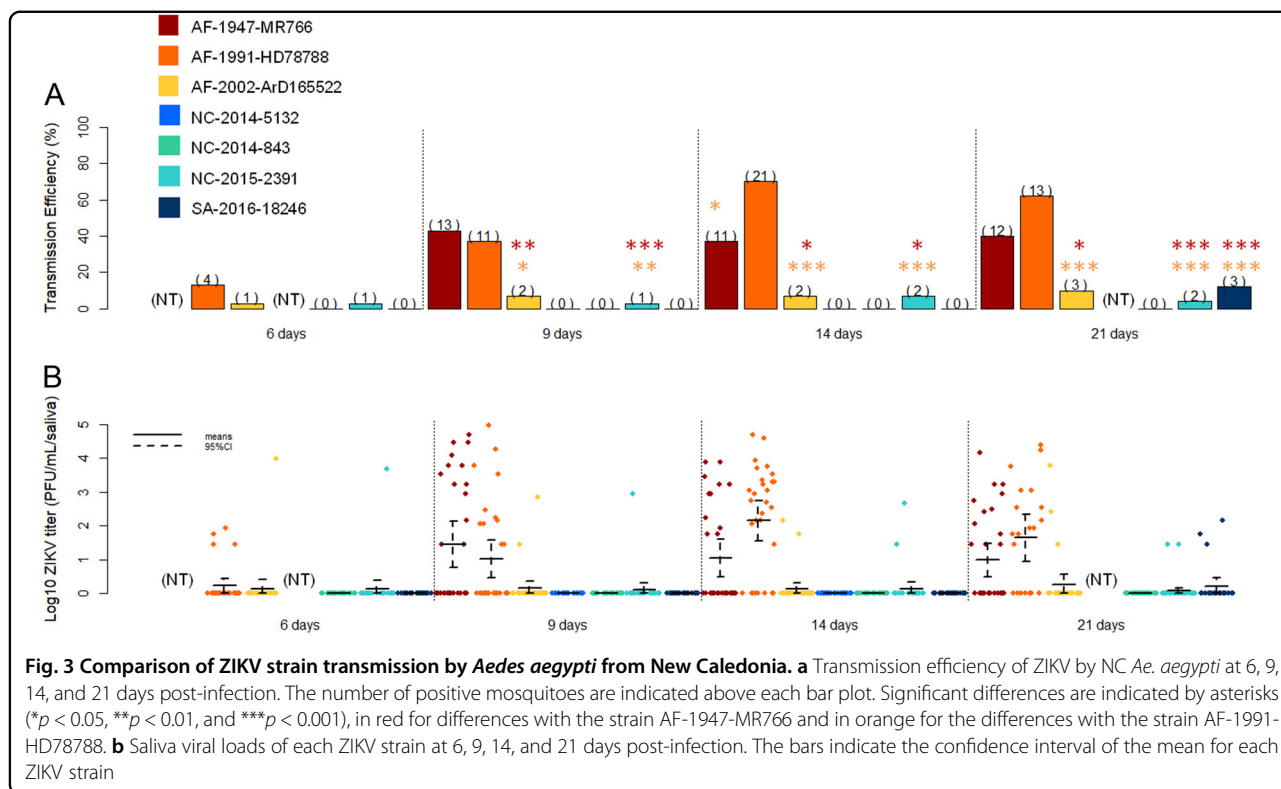 AF-1947-MR766
AF-1991-HD78788
AF-2002-ArD165522
NC-2014-5132
NC-2014-843
NC-2015-2391
SA-2016-18246
A
Transmission Efficiency (%)
100
80
60
40
20
0
(NT) (4) (1) (NT) (0) (1) (0)
(13) (11) ** * (2) (0) (0) *** ** (1) (0)
* (11) (21) * *** (2) (0) (0) * *** (2) (0)
(12) (13) * *** (3) (NT) (0) *** *** (2) *** *** (3)
6 days 9 days 14 days 21 days
B
Log10 ZIKV titer (PFU/mL/saliva)
5
4
3
2
1
0
means
95%CI
(NT) (NT) (NT)
6 days 9 days 14 days 21 days
Fig. 3 Comparison of ZIKV strain transmission by Aedes aegypti from New Caledonia. a Transmission efficiency of ZIKV by NC Ae. aegypti at 6, 9,
14, and 21 days post-infection. The number of positive mosquitoes are indicated above each bar plot. Significant differences are indicated by asterisks
(*p < 0.05, **p < 0.01, and ***p < 0.001), in red for differences with the strain AF-1947-MR766 and in orange for the differences with the strain AF-1991-
HD78788. b Saliva viral loads of each ZIKV strain at 6, 9, 14, and 21 days post-infection. The bars indicate the confidence interval of the mean for each
ZIKV strain